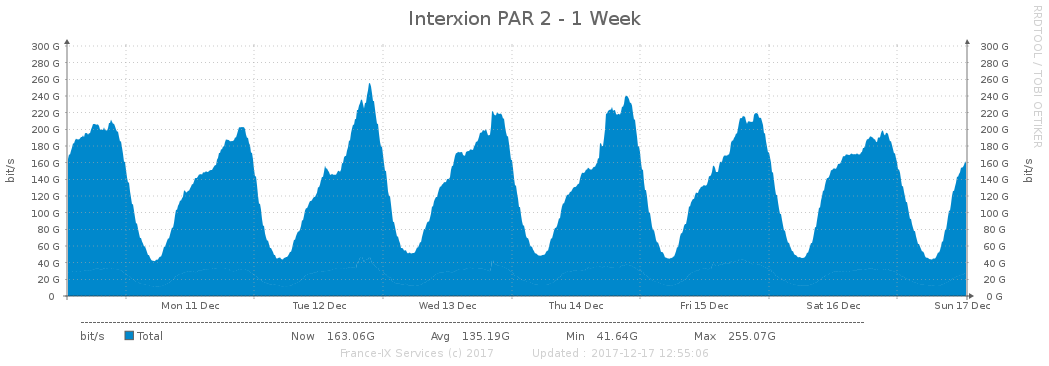 Interxion PAR 2 - 1 Week
RRDTOOL / TOBI OETIKER
bit/s
300 G
280 G
260 G
240 G
220 G
200 G
180 G
160 G
140 G
120 G
100 G
80 G
60 G
40 G
20 G
0
300 G
280 G
260 G
240 G
220 G
200 G
180 G
160 G
140 G
120 G
100 G
80 G
60 G
40 G
20 G
0 G
bit/s
Mon 11 Dec Tue 12 Dec Wed 13 Dec Thu 14 Dec Fri 15 Dec Sat 16 Dec Sun 17 Dec
bit/s Total Now 163.06G Avg 135.19G Min 41.64G Max 255.07G
France-IX Services (c) 2017 Updated : 2017-12-17 12:55:06